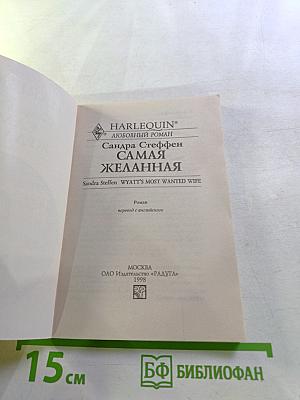 HARLEQUIN®
ЛЮБОВНЫЙ РОМАН
Сандра Стеффен
САМАЯ
ЖЕЛАННАЯ
Sandra Steffen WYATT'S MOST WANTED WIFE
Роман
перевод с английского
МОСКВА
ОАО Издательство «РАДУГА»
1998
15 см
БФ БИБЛИОФАН